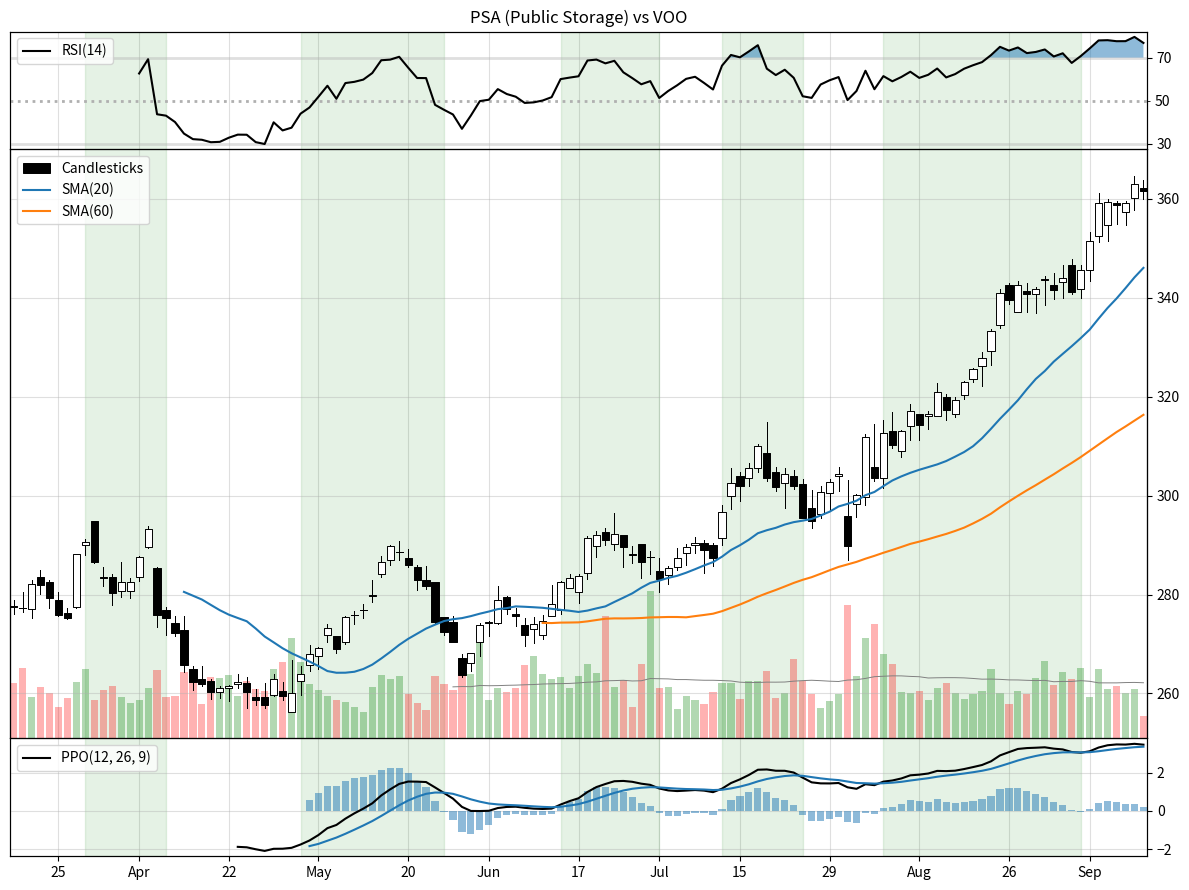 PSA (Public Storage) vs VOO
RSI(14)
70
50
30
Candlesticks
SMA(20)
SMA(60)
360
340
320
300
280
260
PPO(12, 26, 9)
2
0
−2
25 Apr 22 May 20 Jun 17 Jul 15 29 Aug 26 Sep